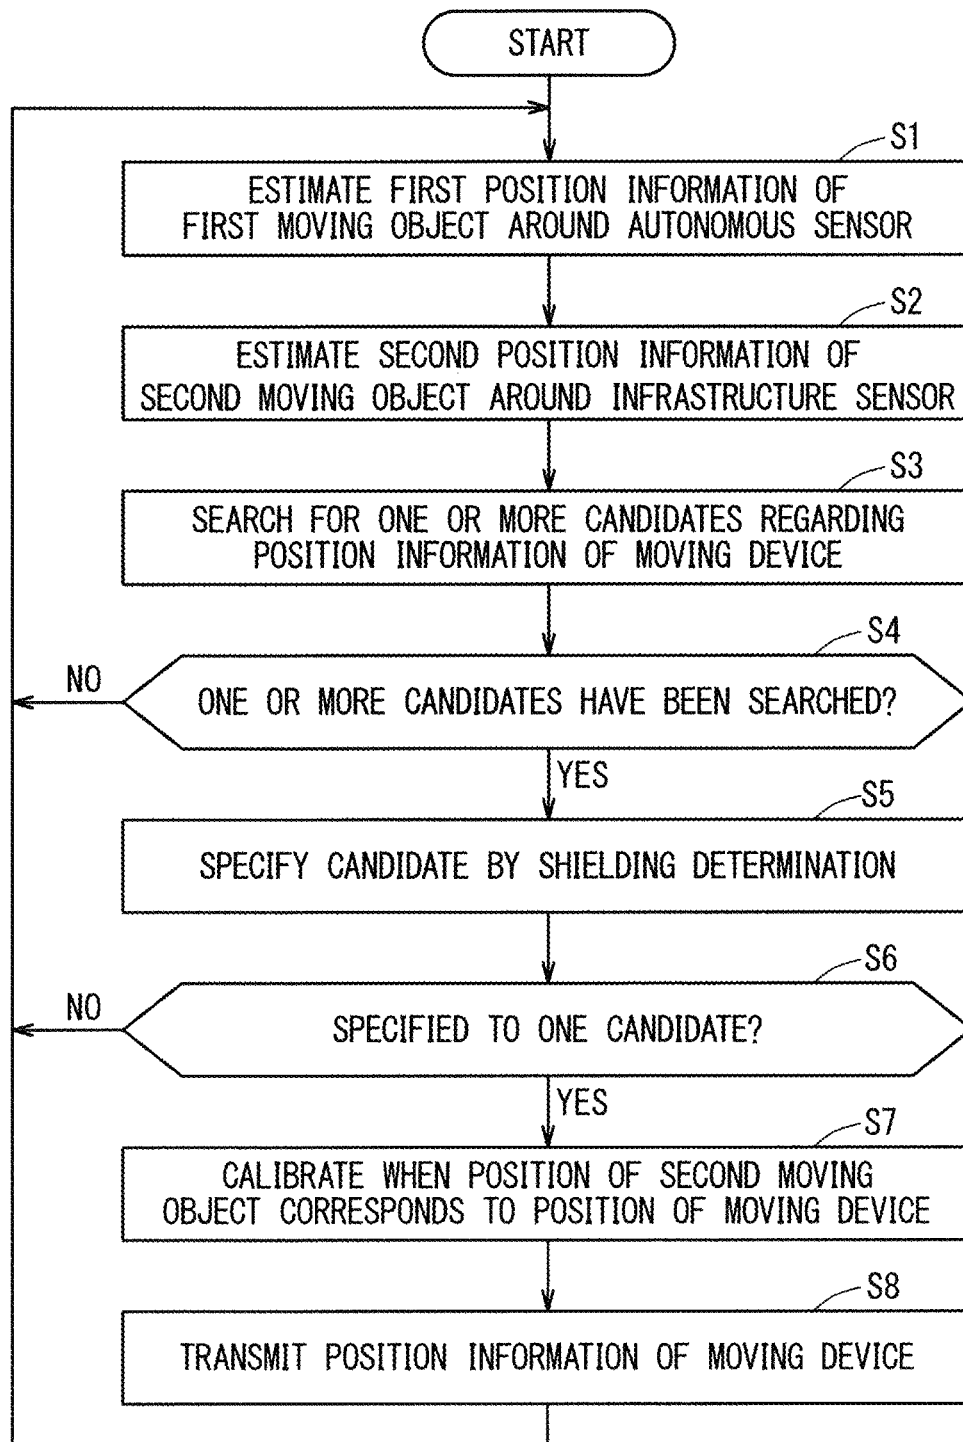 START
S1
ESTIMATE FIRST POSITION INFORMATION OF
FIRST MOVING OBJECT AROUND AUTONOMOUS SENSOR
S2
ESTIMATE SECOND POSITION INFORMATION OF
SECOND MOVING OBJECT AROUND INFRASTRUCTURE SENSOR
S3
SEARCH FOR ONE OR MORE CANDIDATES REGARDING
POSITION INFORMATION OF MOVING DEVICE
S4
NO
ONE OR MORE CANDIDATES HAVE BEEN SEARCHED?
YES
S5
SPECIFY CANDIDATE BY SHIELDING DETERMINATION
S6
NO
SPECIFIED TO ONE CANDIDATE?
YES
S7
CALIBRATE WHEN POSITION OF SECOND MOVING
OBJECT CORRESPONDS TO POSITION OF MOVING DEVICE
S8
TRANSMIT POSITION INFORMATION OF MOVING DEVICE